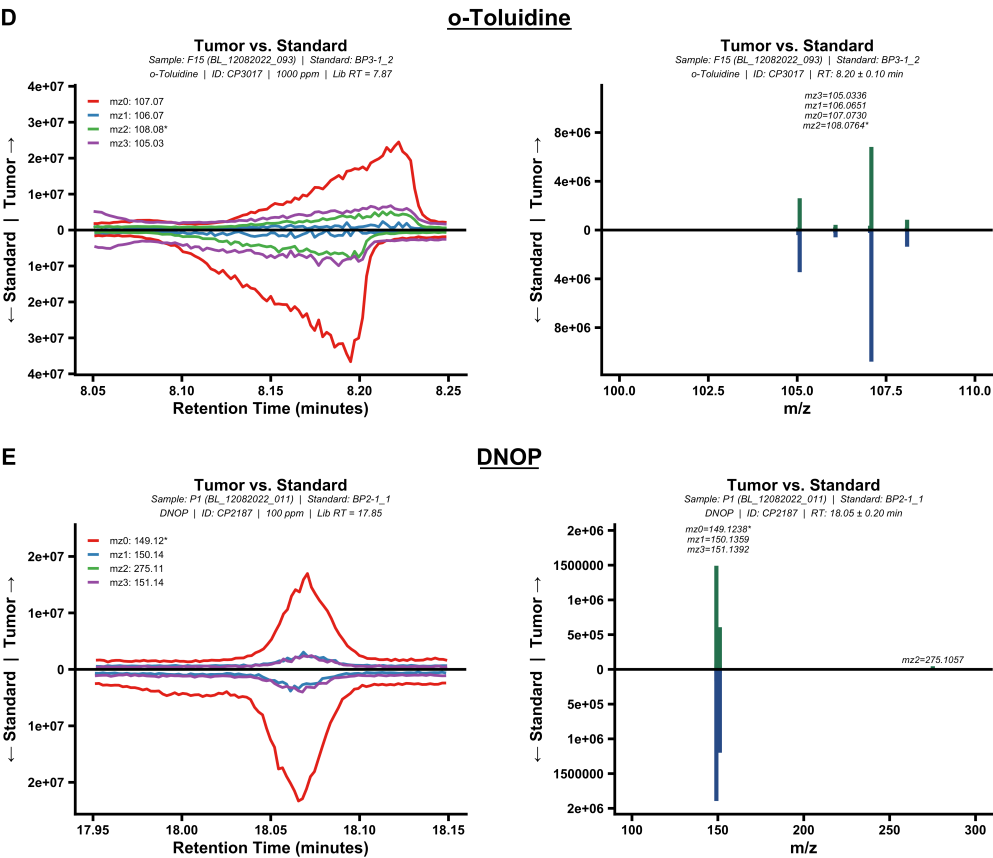 D
o-Toluidine
Tumor vs. Standard
Sample: F15 (BL_12082022_093) | Standard: BP3-1_2
o-Toluidine | ID: CP3017 | 1000 ppm | Lib RT = 7.87
mz0: 107.07
mz1: 106.07
mz2: 108.08*
mz3: 105.03
4e+07
3e+07
2e+07
1e+07
0
1e+07
2e+07
3e+07
4e+07
← Standard | Tumor →
8.05
8.10
8.15
8.20
8.25
Retention Time (minutes)
Tumor vs. Standard
Sample: F15 (BL_12082022_093) | Standard: BP3-1_2
o-Toluidine | ID: CP3017 | RT: 8.20 ± 0.10 min
mz3=105.0336
mz1=106.0651
mz0=107.0730
mz2=108.0764*
8e+06
4e+06
0
4e+06
8e+06
← Standard | Tumor →
100.0
102.5
105.0
107.5
110.0
m/z
E
DNOP
Tumor vs. Standard
Sample: P1 (BL_12082022_011) | Standard: BP2-1_1
DNOP | ID: CP2187 | 100 ppm | Lib RT = 17.85
mz0: 149.12*
mz1: 150.14
mz2: 275.11
mz3: 151.14
2e+07
1e+07
0
1e+07
2e+07
← Standard | Tumor →
17.95
18.00
18.05
18.10
18.15
Retention Time (minutes)
Tumor vs. Standard
Sample: P1 (BL_12082022_011) | Standard: BP2-1_1
DNOP | ID: CP2187 | RT: 18.05 ± 0.20 min
mz0=149.1238*
mz1=150.1359
mz3=151.1392
mz2=275.1057
2e+06
1500000
1e+06
5e+05
0
5e+05
1e+06
1500000
2e+06
← Standard | Tumor →
100
150
200
250
300
m/z